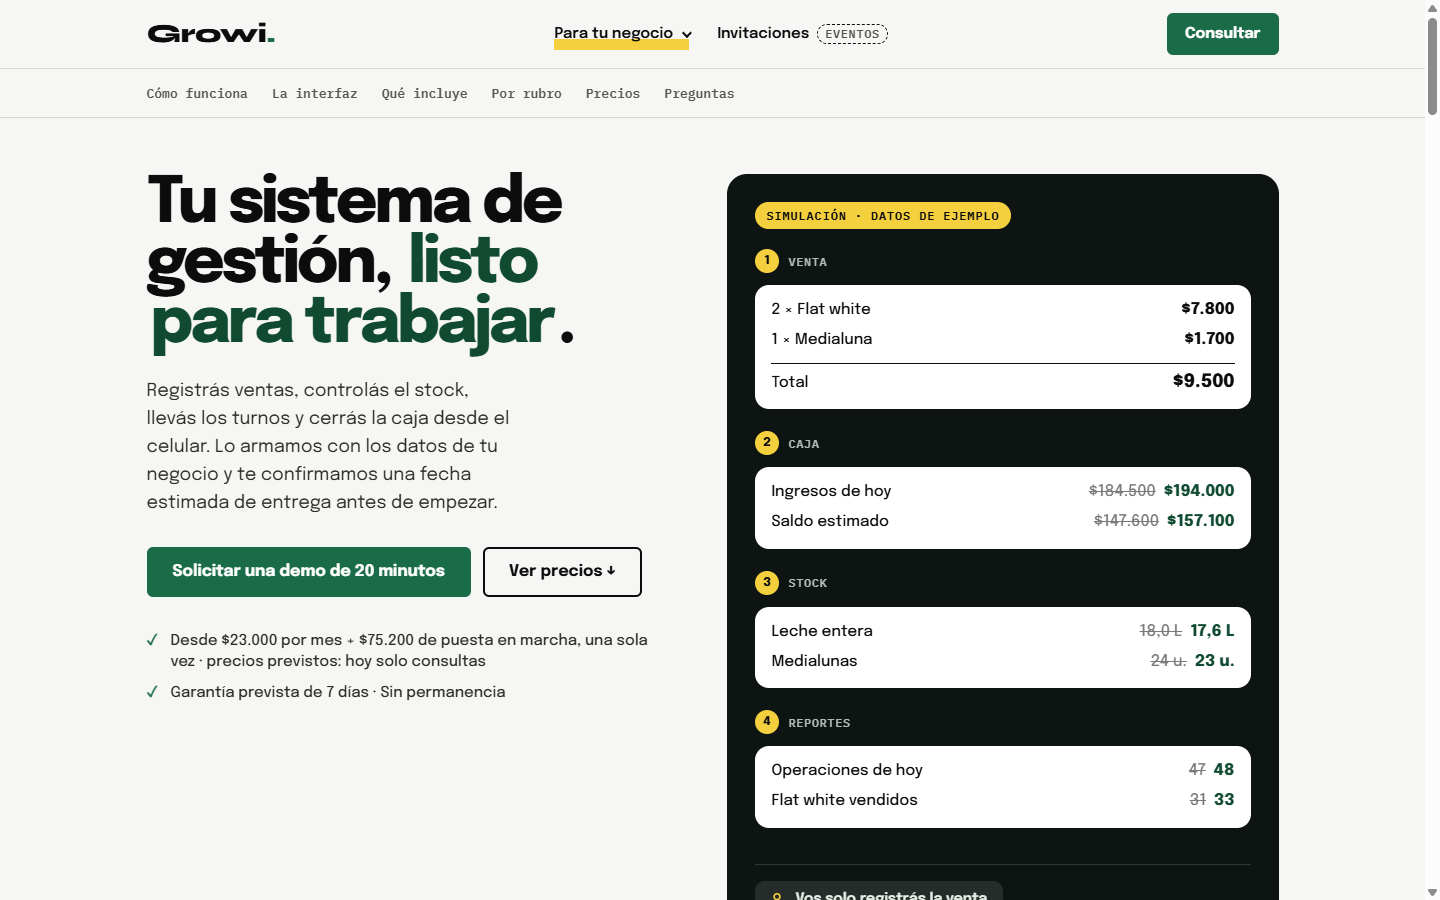 Growi.
Para tu negocio
Invitaciones EVENTOS
Consultar
Cómo funciona La interfaz Qué incluye Por rubro Precios Preguntas
Tu sistema de
gestión, listo
para trabajar.
Registrás ventas, controlás el stock,
llevás los turnos y cerrás la caja desde el
celular. Lo armamos con los datos de tu
negocio y te confirmamos una fecha
estimada de entrega antes de empezar.
Solicitar una demo de 20 minutos
Ver precios ↓
✓ Desde $23.000 por mes + $75.200 de puesta en marcha, una sola
vez · precios previstos: hoy solo consultas
✓ Garantía prevista de 7 días · Sin permanencia
SIMULACIÓN · DATOS DE EJEMPLO
1 VENTA
2 × Flat white $7.800
1 × Medialuna $1.700
Total $9.500
2 CAJA
Ingresos de hoy $184.500 $194.000
Saldo estimado $147.600 $157.100
3 STOCK
Leche entera 18,0 L 17,6 L
Medialunas 24 u. 23 u.
4 REPORTES
Operaciones de hoy 47 48
Flat white vendidos 31 33
Vos solo registrás la venta